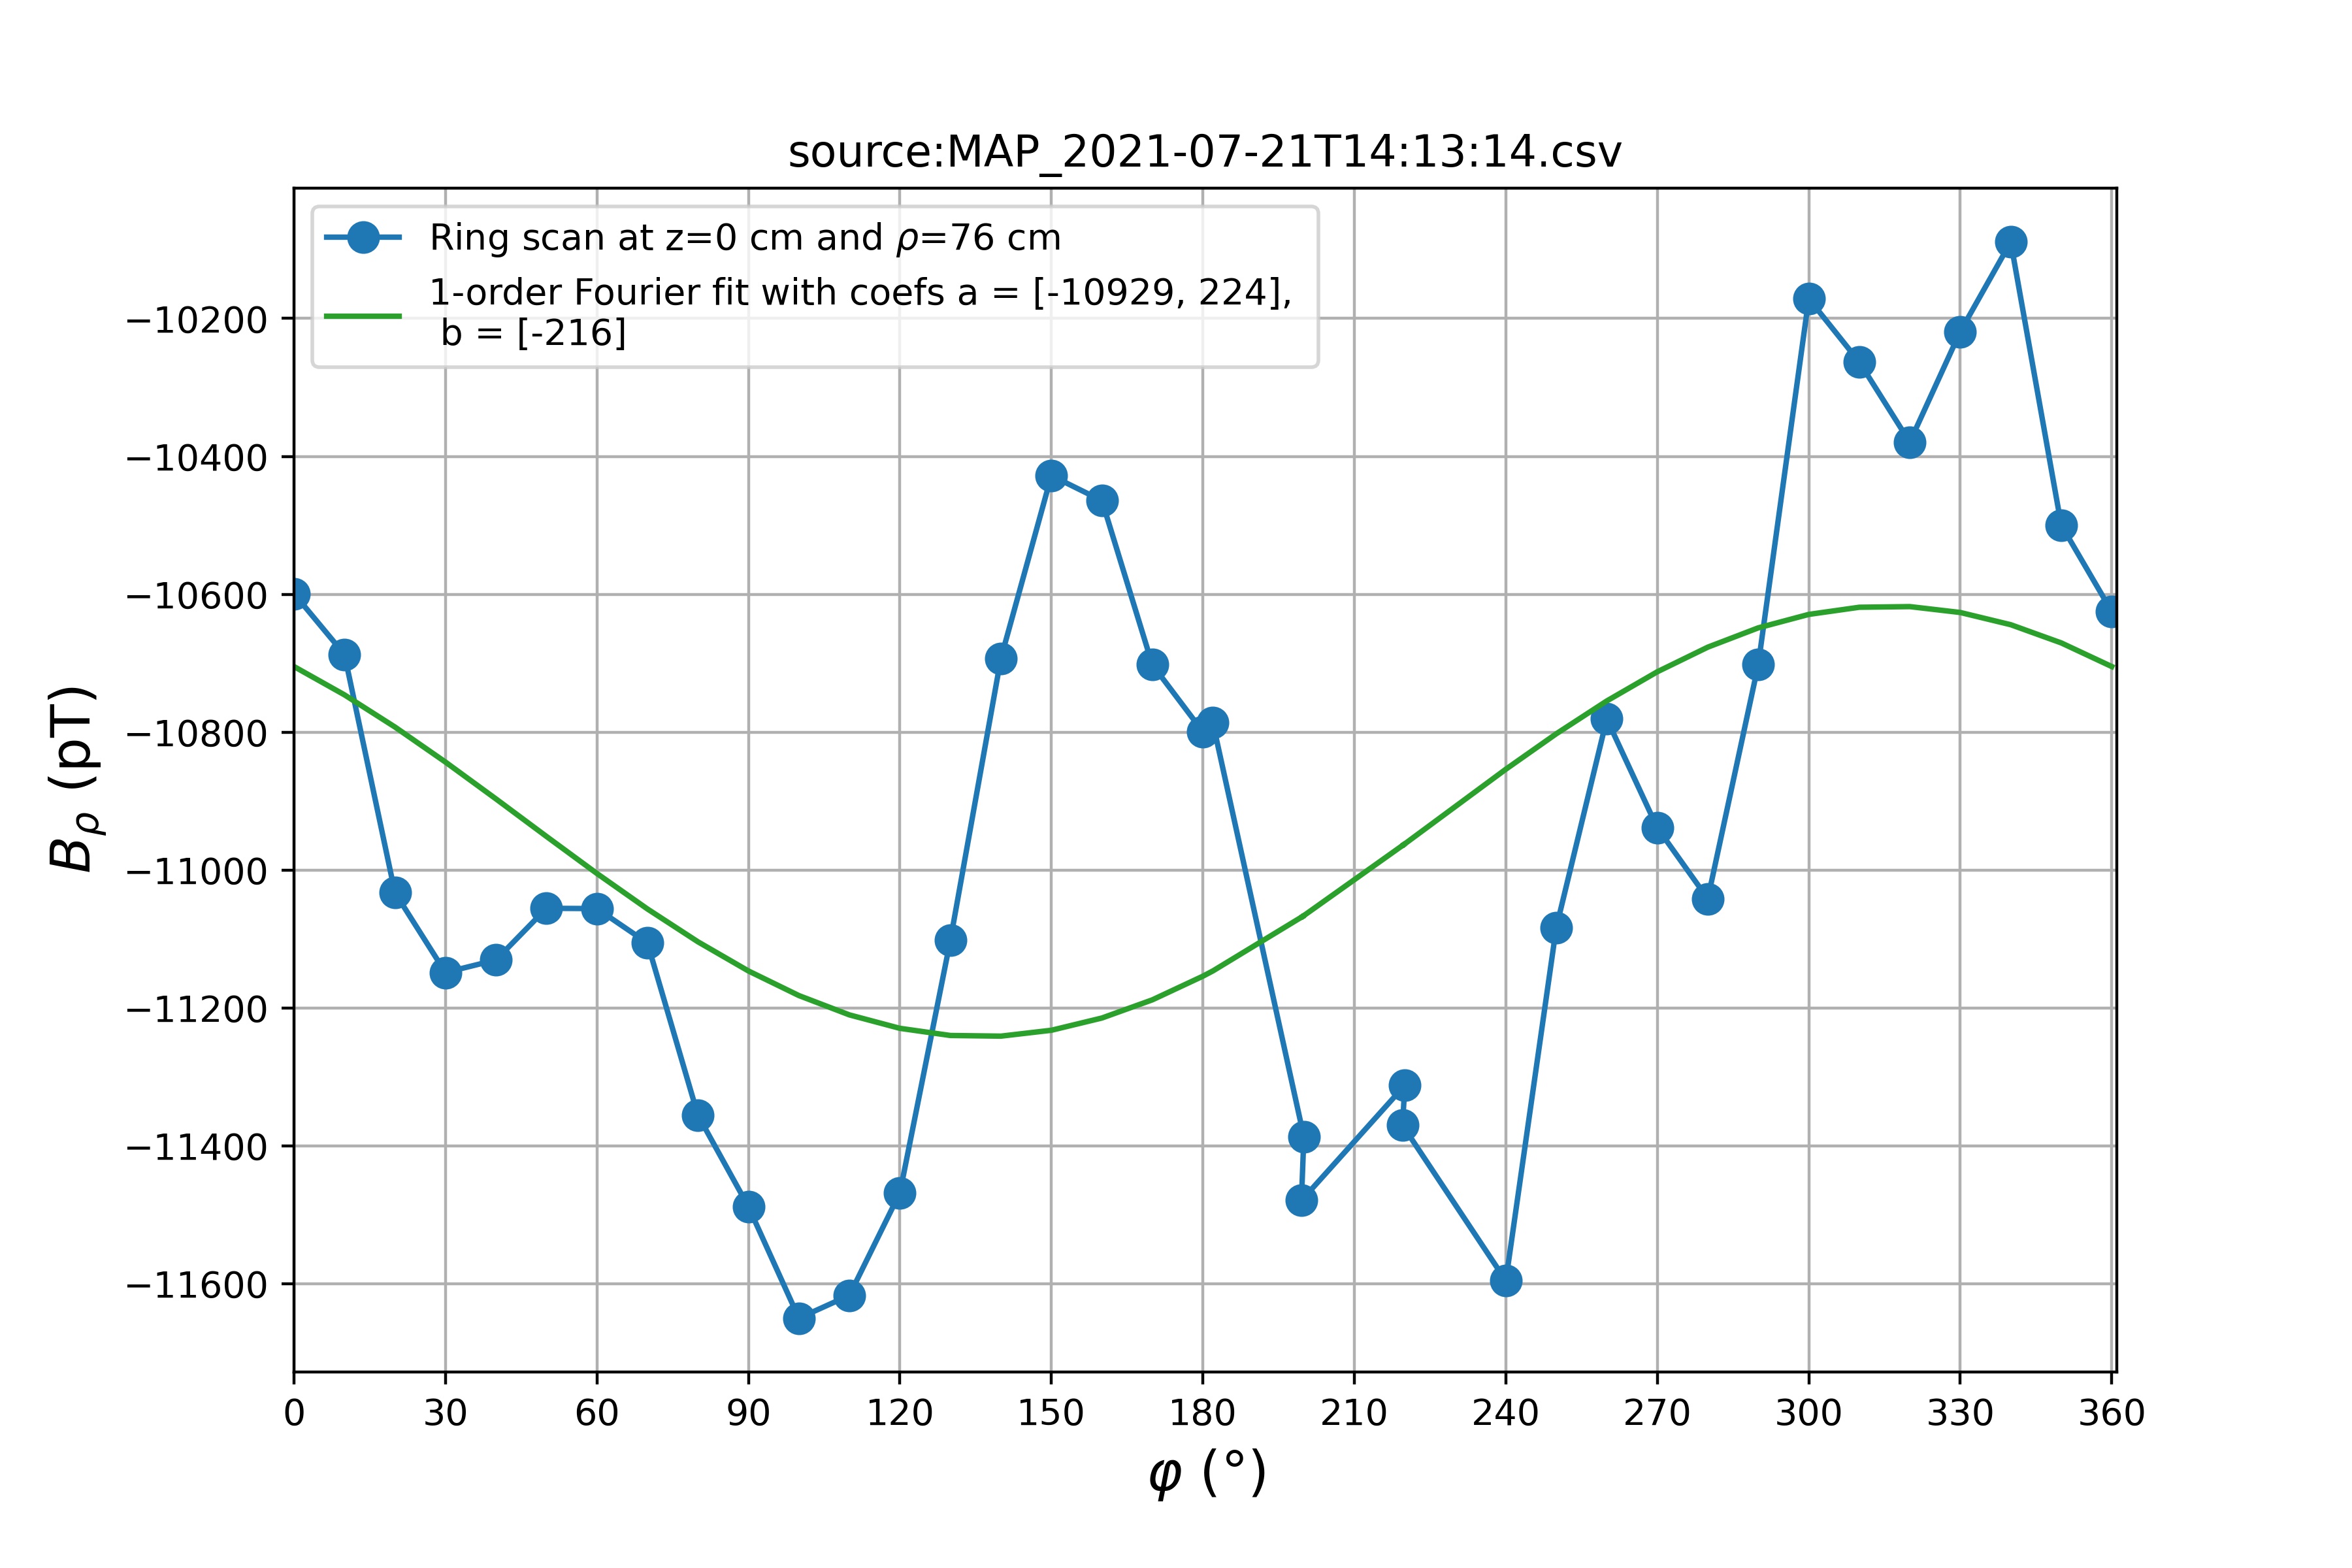 source:MAP_2021-07-21T14:13:14.csv
Ring scan at z=0 cm and ρ=76 cm
1-order Fourier fit with coefs a = [-10929, 224],
b = [-216]
−10200
−10400
−10600
−10800
−11000
−11200
−11400
−11600
B_ρ (pT)
0 30 60 90 120 150 180 210 240 270 300 330 360
φ (°)